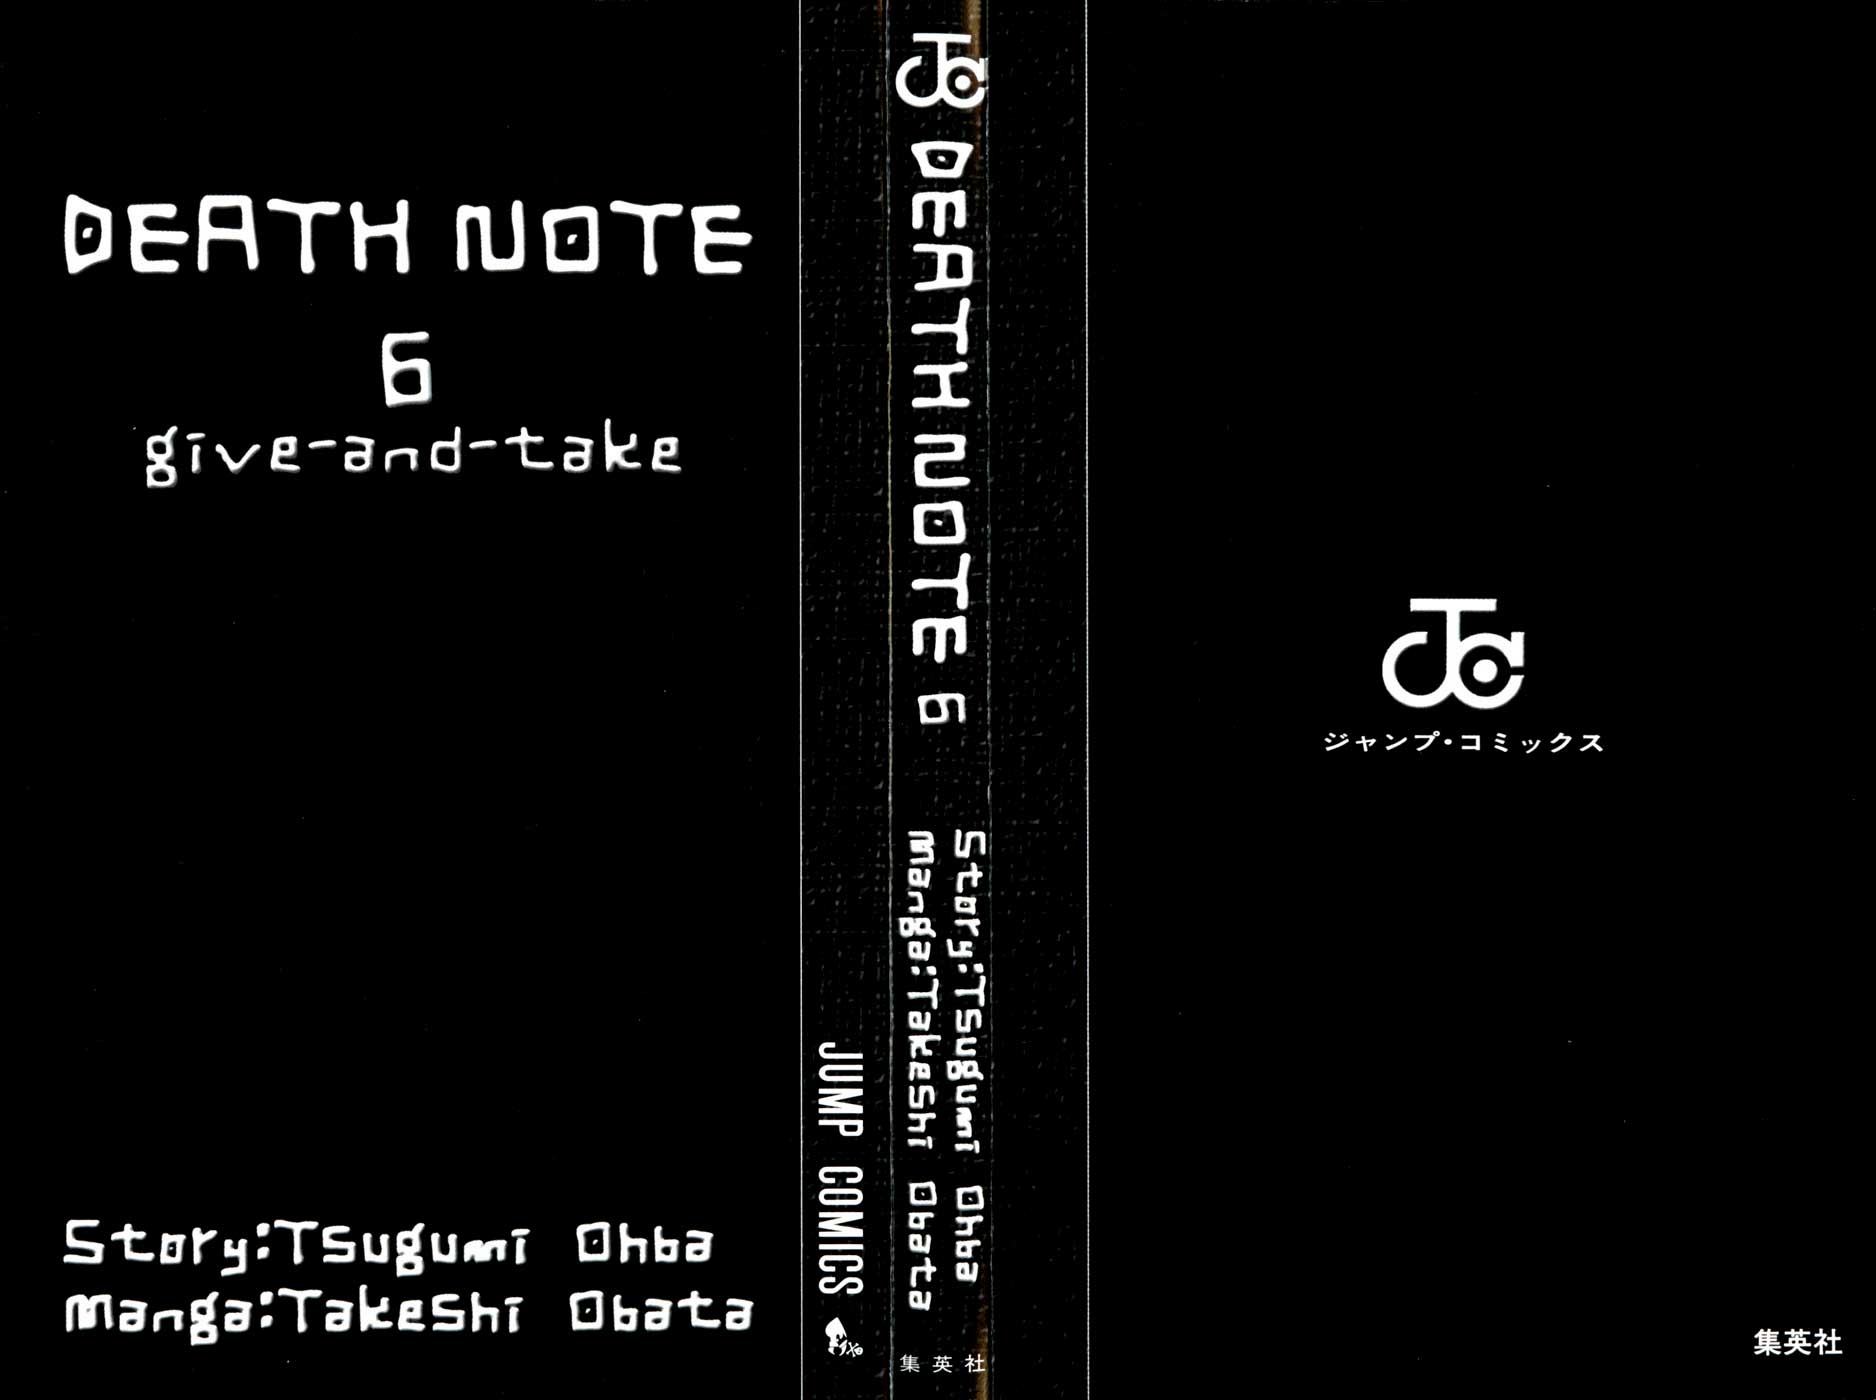 DEATH NOTE
6
give-and-take
Story:Tsugumi Ohba
Manga:Takeshi Obata
JUMP COMICS
JC
DEATH NOTE 6
Story:Tsugumi Ohba
Manga:Takeshi Obata
集英社
JC
ジャンプ・コミックス
集英社